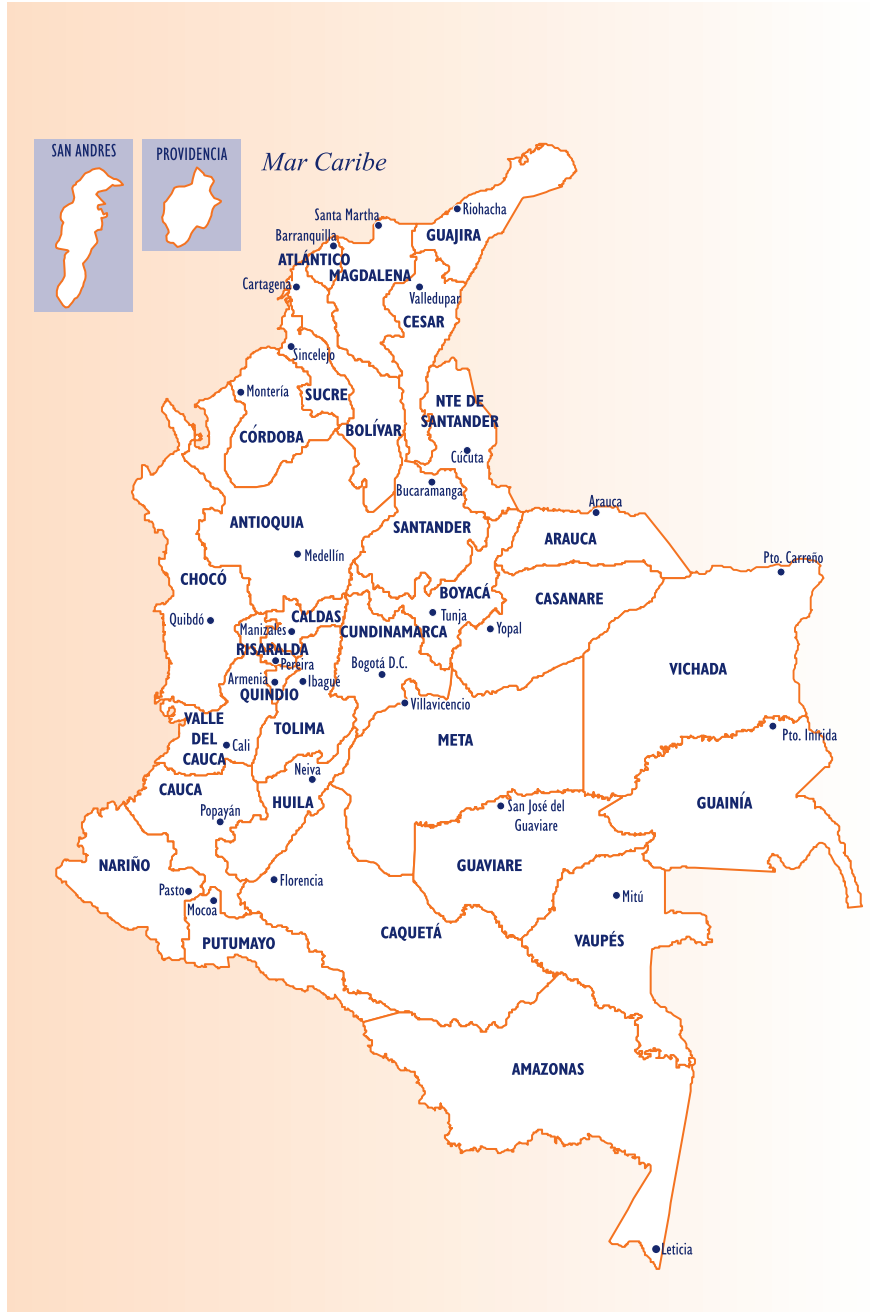 SAN ANDRES
PROVIDENCIA
Mar Caribe
Riohacha
Santa Martha
GUAJIRA
Barranquilla
ATLÁNTICO
MAGDALENA
Cartagena
Valledupar
CESAR
Sincelejo
Montería
SUCRE
NTE DE
SANTANDER
BOLÍVAR
CÓRDOBA
Cúcuta
Bucaramanga
Arauca
ANTIOQUIA
SANTANDER
ARAUCA
Medellín
Pto. Carreño
CHOCÓ
BOYACÁ
CASANARE
Quibdó
CALDAS
Tunja
Manizales
CUNDINAMARCA
Yopal
RISARALDA
Pereira
Bogotá D.C.
VICHADA
Armenia
Ibagué
QUINDIO
Villavicencio
VALLE
DEL
CAUCA
TOLIMA
Cali
META
Pto. Inírida
Neiva
CAUCA
HUILA
GUAINÍA
Popayán
San José del
Guaviare
NARIÑO
GUAVIARE
Florencia
Pasto
Mocoa
Mitú
CAQUETÁ
VAUPÉS
PUTUMAYO
AMAZONAS
Leticia